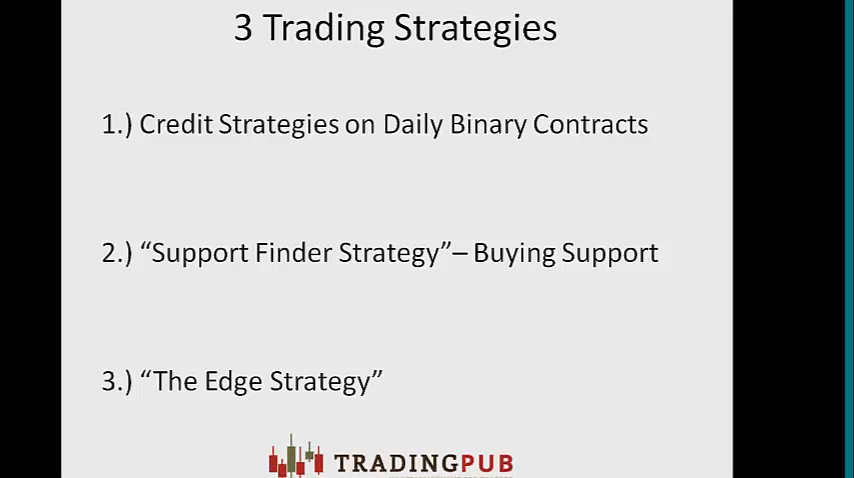 3 Trading Strategies
1.) Credit Strategies on Daily Binary Contracts
2.) “Support Finder Strategy”– Buying Support
3.) “The Edge Strategy”
TRADINGPUB